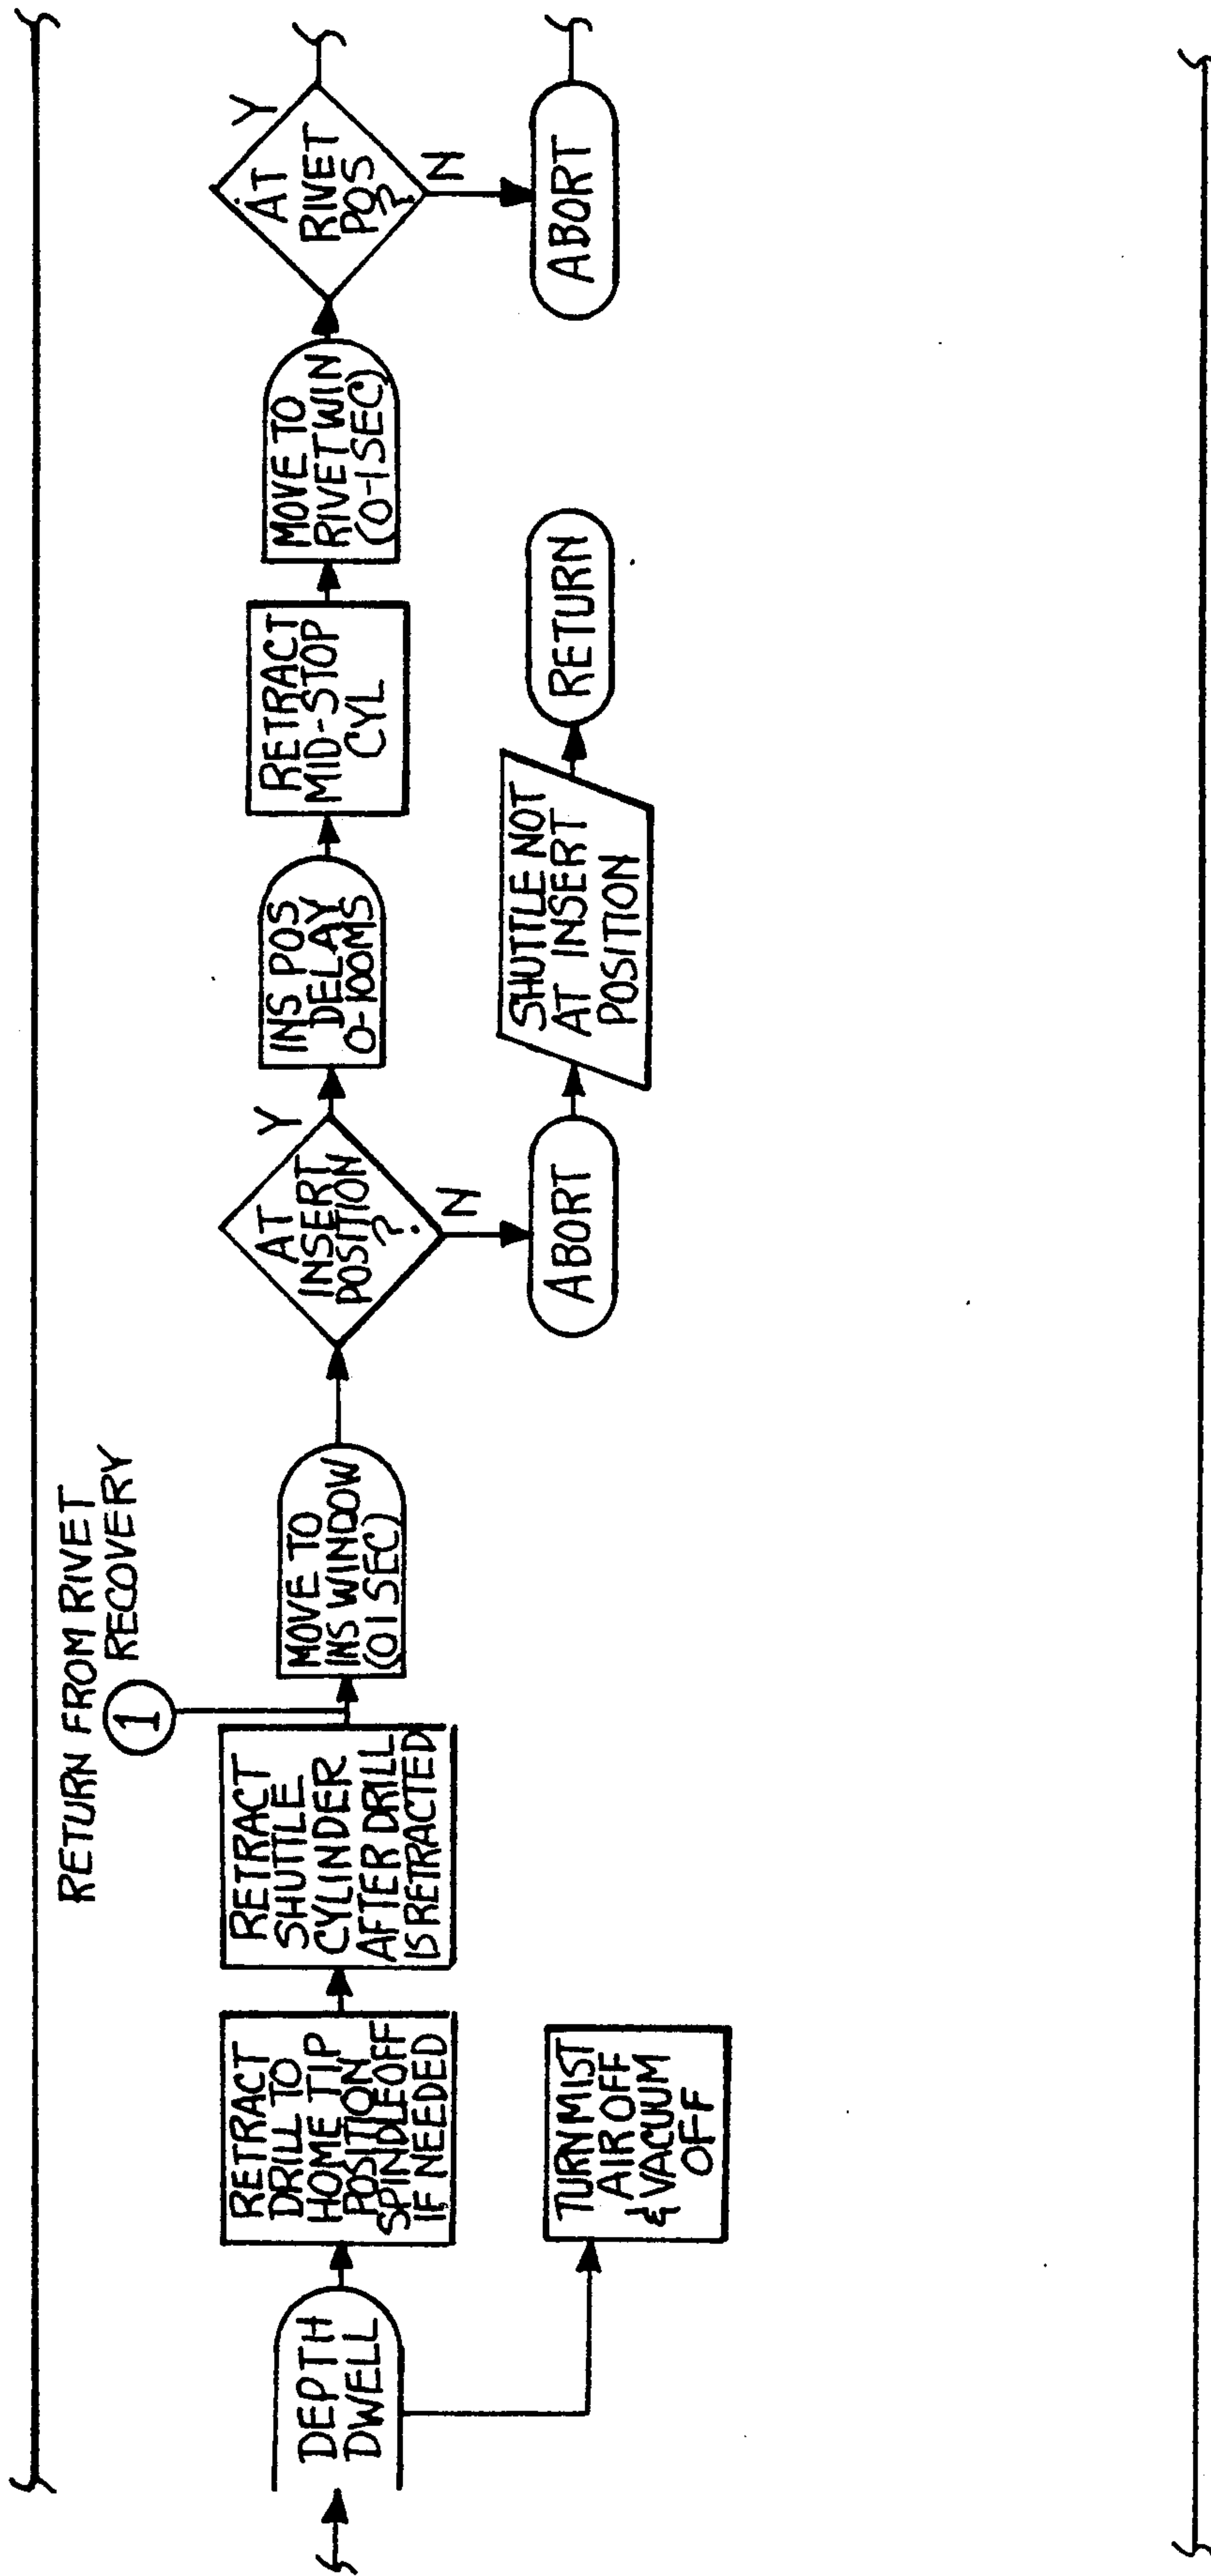 RETURN FROM RIVET
RECOVERY
1
DEPTH
DWELL
RETRACT
DRILL TO
HOME TIP
POSITION
SPINDLE OFF
IF NEEDED
RETRACT
SHUTTLE
CYLINDER
AFTER DRILL
IS RETRACTED
MOVE TO
INS WINDOW
(0 1 SEC)
AT
INSERT
POSITION
?
Y
N
INS POS
DELAY
0-100MS
RETRACT
MID-STOP
CYL
MOVE TO
RIVET WIN
(0-1 SEC)
AT
RIVET
POS
?
Y
N
TURN MIST
AIR OFF
& VACUUM
OFF
ABORT
SHUTTLE NOT
AT INSERT
POSITION
RETURN
ABORT